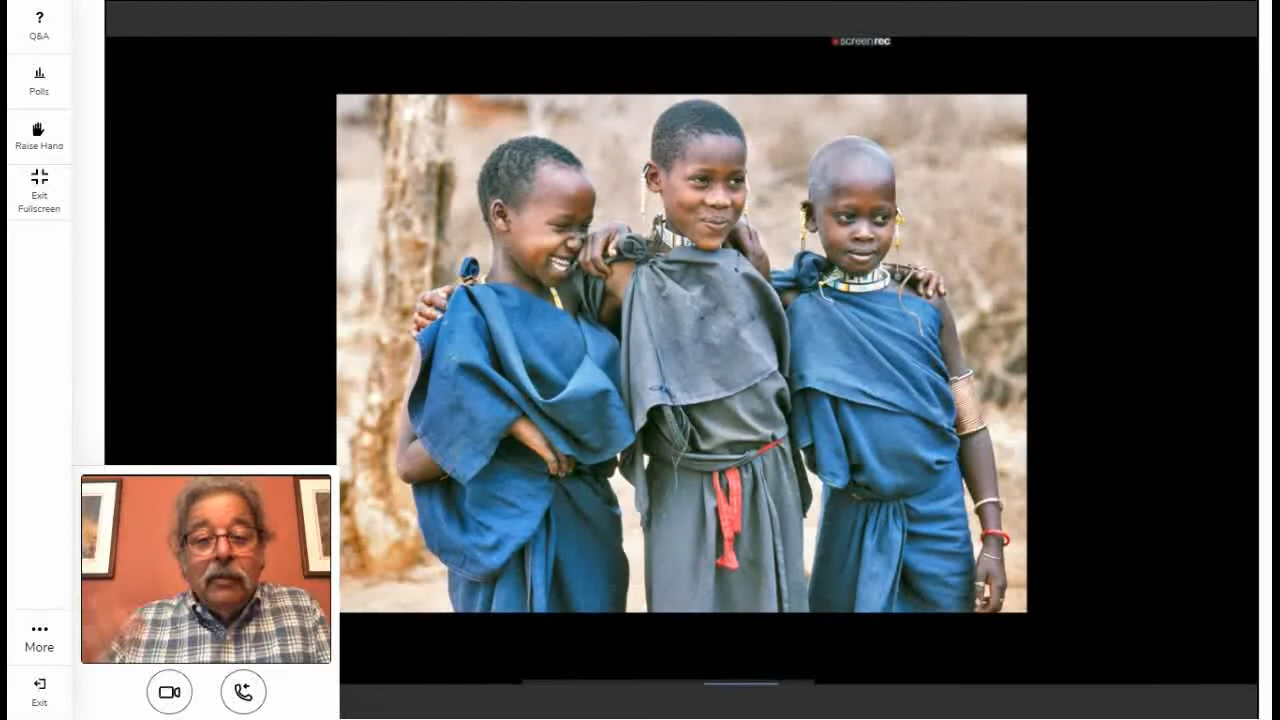 ?
Q&A
Polls
Raise Hand
Exit
Fullscreen
More
Exit
screenrec